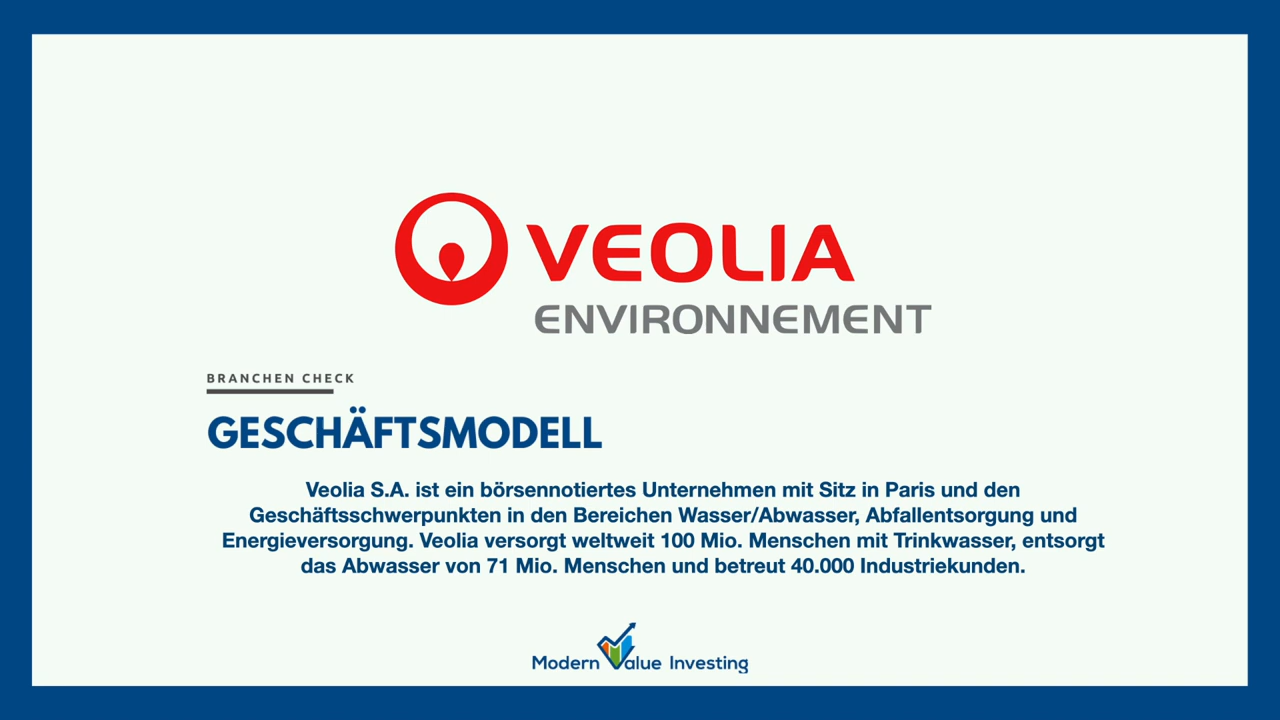 VEOLIA
ENVIRONNEMENT
BRANCHEN CHECK
GESCHÄFTSMODELL
Veolia S.A. ist ein börsennotiertes Unternehmen mit Sitz in Paris und den
Geschäftsschwerpunkten in den Bereichen Wasser/Abwasser, Abfallentsorgung und
Energieversorgung. Veolia versorgt weltweit 100 Mio. Menschen mit Trinkwasser, entsorgt
das Abwasser von 71 Mio. Menschen und betreut 40.000 Industriekunden.
Modern Value Investing